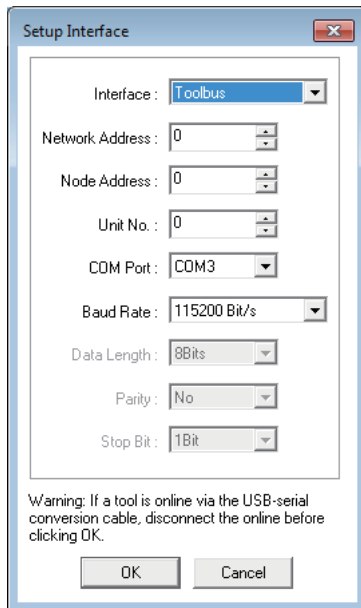 Setup Interface
Interface : Toolbus
Network Address : 0
Node Address : 0
Unit No. : 0
COM Port : COM3
Baud Rate : 115200 Bit/s
Data Length : 8Bits
Parity : No
Stop Bit : 1Bit
Warning: If a tool is online via the USB-serial
conversion cable, disconnect the online before
clicking OK.
OK Cancel